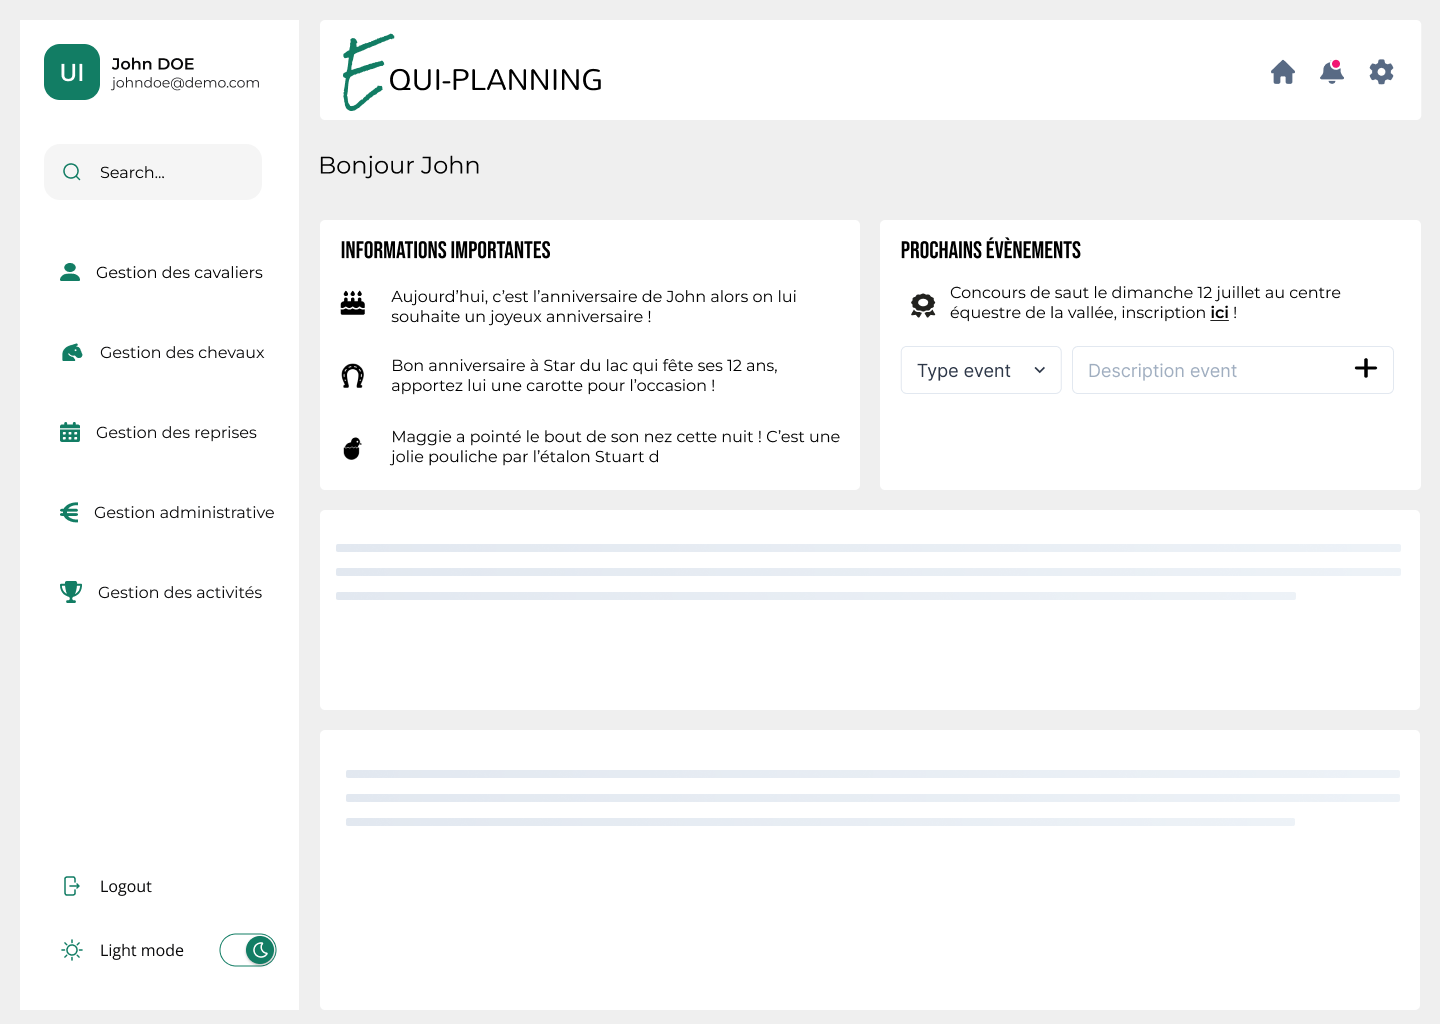 UI
John DOE
johndoe@demo.com
Search...
Gestion des cavaliers
Gestion des chevaux
Gestion des reprises
Gestion administrative
Gestion des activités
Logout
Light mode
EQUI-PLANNING
Bonjour John
INFORMATIONS IMPORTANTES
Aujourd’hui, c’est l’anniversaire de John alors on lui
souhaite un joyeux anniversaire !
Bon anniversaire à Star du lac qui fête ses 12 ans,
apportez lui une carotte pour l’occasion !
Maggie a pointé le bout de son nez cette nuit ! C’est une
jolie pouliche par l’étalon Stuart d
PROCHAINS ÉVÈNEMENTS
Concours de saut le dimanche 12 juillet au centre
équestre de la vallée, inscription ici !
Type event
Description event